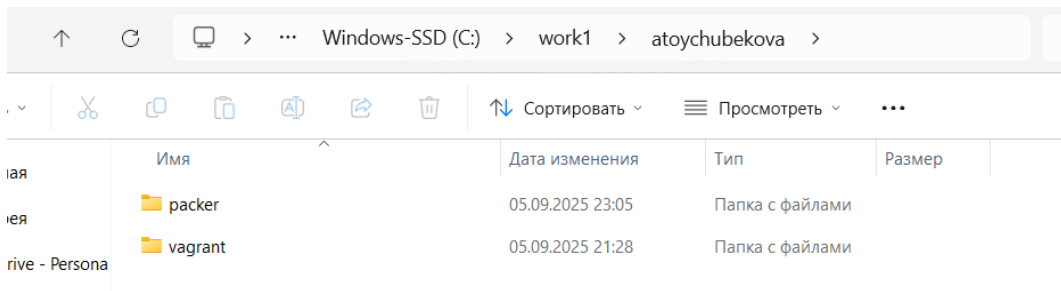 Windows-SSD (C:) > work1 > atoychubekova >
Сортировать Просмотреть
Имя Дата изменения Тип Размер
packer 05.09.2025 23:05 Папка с файлами
vagrant 05.09.2025 21:28 Папка с файлами
ная
рея
rive - Persona